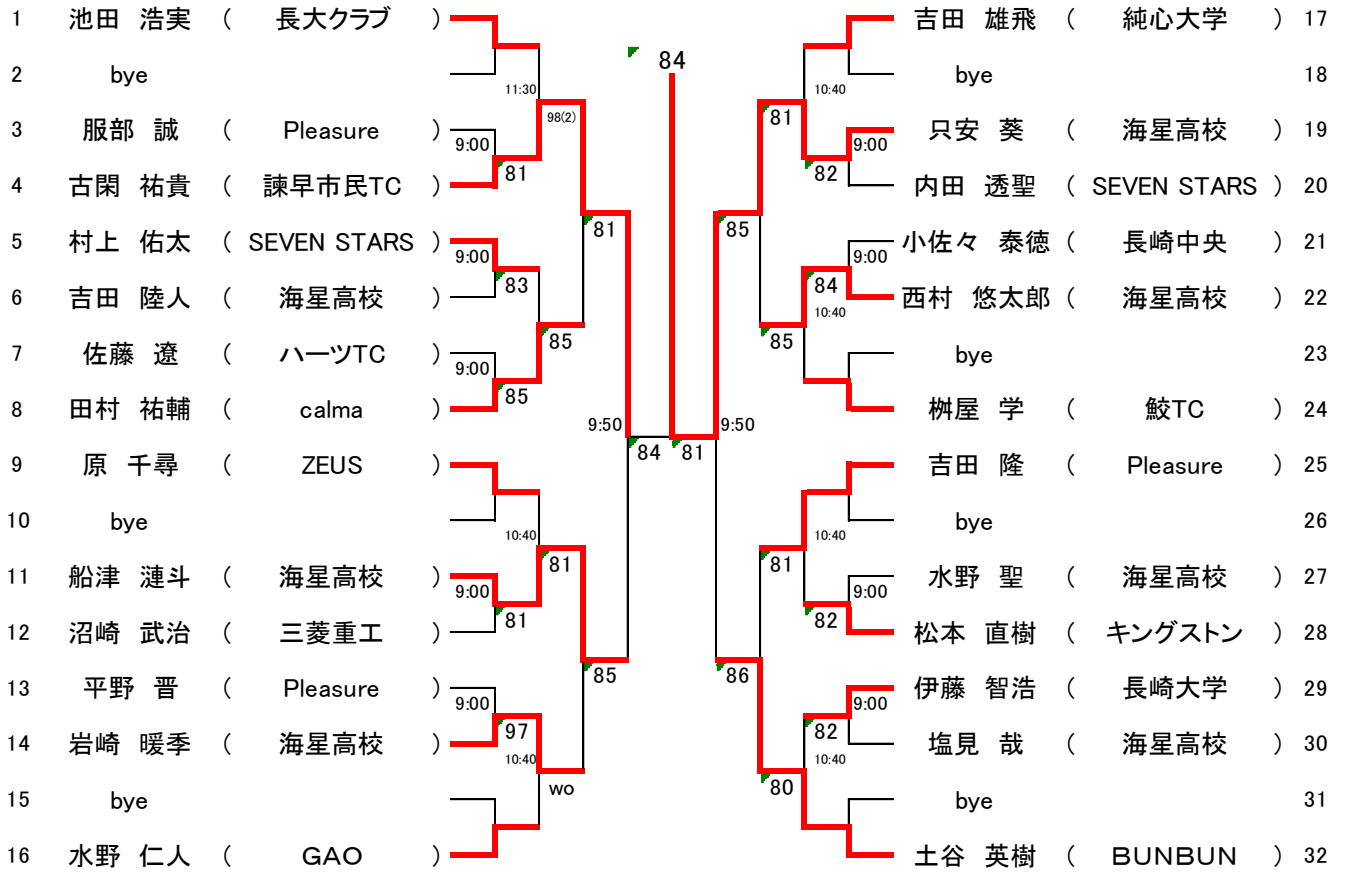 1 池田 浩実 ( 長大クラブ )
2 bye
3 服部 誠 ( Pleasure )
4 古閑 祐貴 ( 諫早市民TC )
5 村上 佑太 ( SEVEN STARS )
6 吉田 陸人 ( 海星高校 )
7 佐藤 遼 ( ハーツTC )
8 田村 祐輔 ( calma )
9 原 千尋 ( ZEUS )
10 bye
11 船津 漣斗 ( 海星高校 )
12 沼崎 武治 ( 三菱重工 )
13 平野 晋 ( Pleasure )
14 岩崎 暖季 ( 海星高校 )
15 bye
16 水野 仁人 ( GAO )
9:00
81
9:00
83
9:00
85
9:00
81
9:00
97
11:30
98(2)
85
10:40
81
10:40
wo
81
85
9:50
84
84
81
9:50
85
86
81
10:40
85
10:40
81
10:40
80
10:40
9:00
82
9:00
84
9:00
82
9:00
82
吉田 雄飛 ( 純心大学 ) 17
bye 18
只安 葵 ( 海星高校 ) 19
内田 透聖 ( SEVEN STARS ) 20
小佐々 泰徳 ( 長崎中央 ) 21
西村 悠太郎 ( 海星高校 ) 22
bye 23
桝屋 学 ( 鮫TC ) 24
吉田 隆 ( Pleasure ) 25
bye 26
水野 聖 ( 海星高校 ) 27
松本 直樹 ( キングストン ) 28
伊藤 智浩 ( 長崎大学 ) 29
塩見 哉 ( 海星高校 ) 30
bye 31
土谷 英樹 ( BUNBUN ) 32